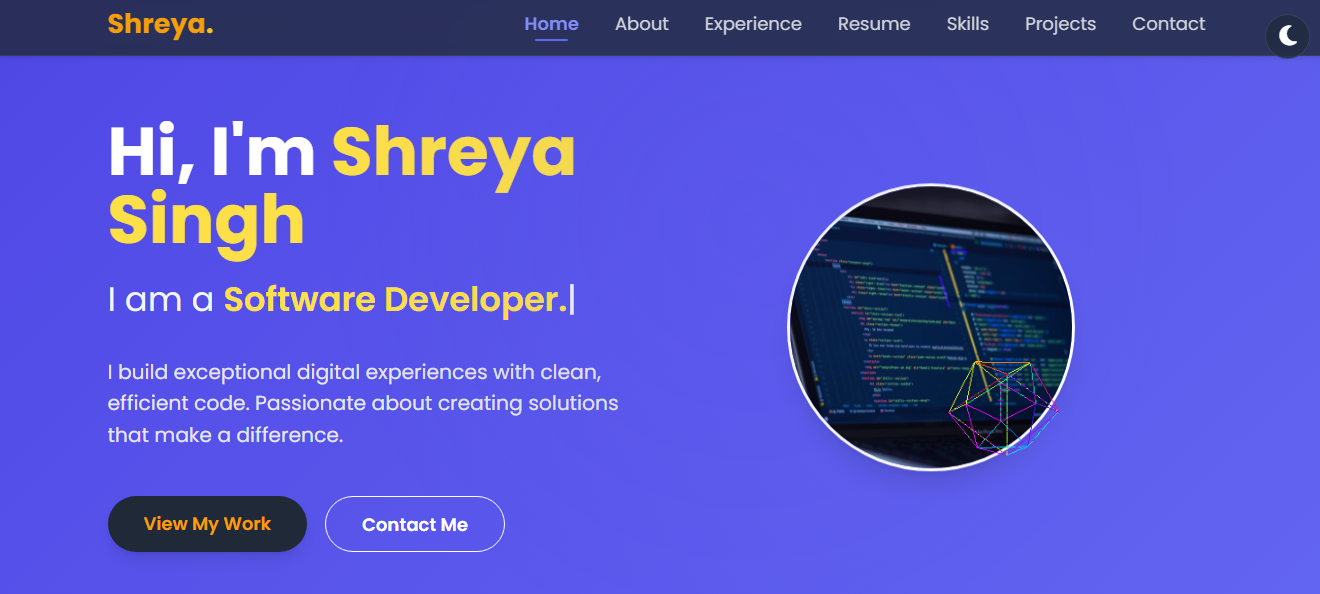 Shreya.
Home About Experience Resume Skills Projects Contact
Hi, I'm Shreya
Singh
I am a Software Developer.|
I build exceptional digital experiences with clean,
efficient code. Passionate about creating solutions
that make a difference.
View My Work
Contact Me